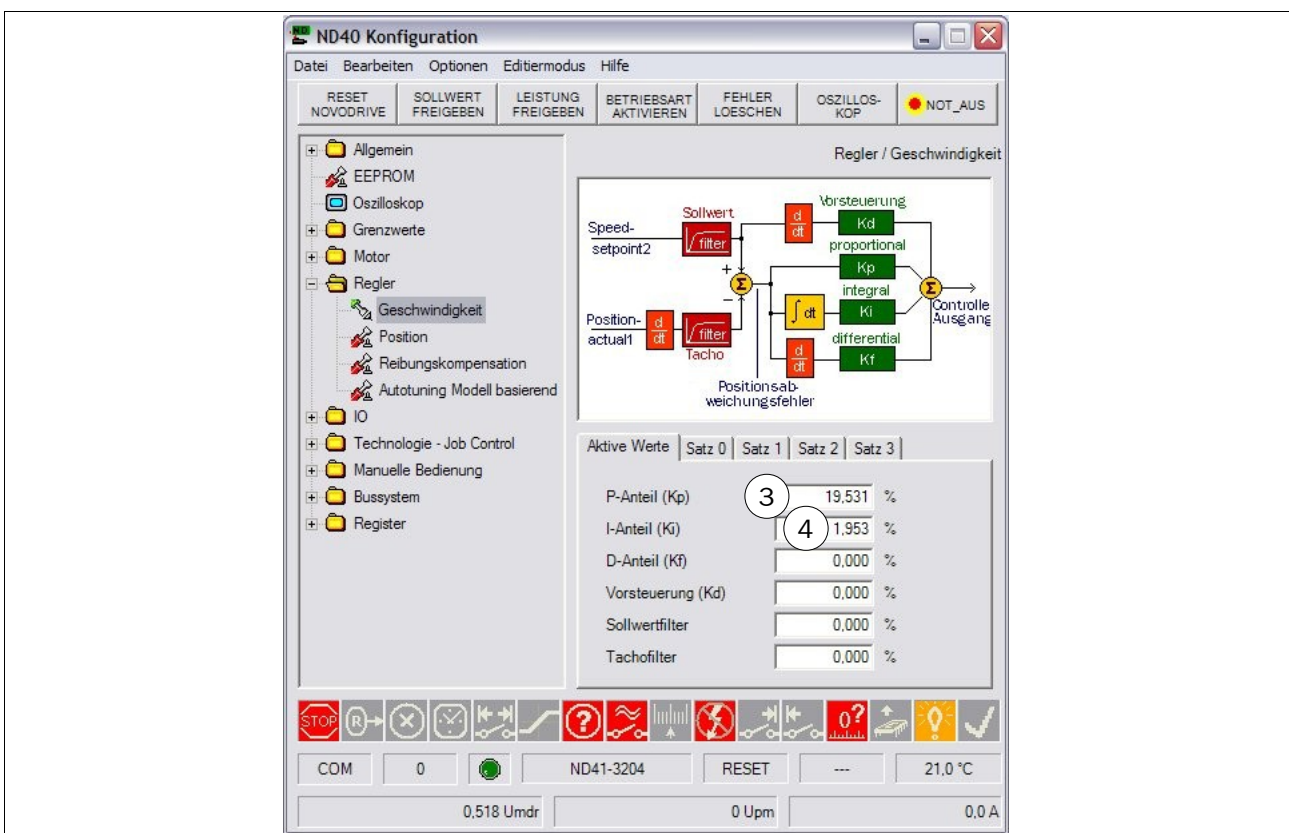 ND40 Konfiguration
Datei Bearbeiten Optionen Editiermodus Hilfe
RESET NOVODRIVE
SOLLWERT FREIGEBEN
LEISTUNG FREIGEBEN
BETRIEBSART AKTIVIEREN
FEHLER LOESCHEN
OSZILLOS-KOP
NOT_AUS
Allgemein
EEPROM
Oszilloskop
Grenzwerte
Motor
Regler
Geschwindigkeit
Position
Reibungskompensation
Autotuning Modell basierend
IO
Technologie - Job Control
Manuelle Bedienung
Bussystem
Register
Regler / Geschwindigkeit
Speed-
setpoint2
Sollwert
filter
d
dt
Vorsteuerung
Kd
proportional
Kp
+
Σ
−
integral
∫ dt
Ki
Σ
Controlle
Ausgang
Position-
actual1
d
dt
filter
Tacho
differential
d
dt
Kf
Positionsab-
weichungsfehler
Aktive Werte Satz 0 Satz 1 Satz 2 Satz 3
P-Anteil (Kp) 3 19,531 %
I-Anteil (Ki) 4 1,953 %
D-Anteil (Kf) 0,000 %
Vorsteuerung (Kd) 0,000 %
Sollwertfilter 0,000 %
Tachofilter 0,000 %
STOP R ? 0?
COM 0 ND41-3204 RESET --- 21,0 °C
0,518 Umdr 0 Upm 0,0 A